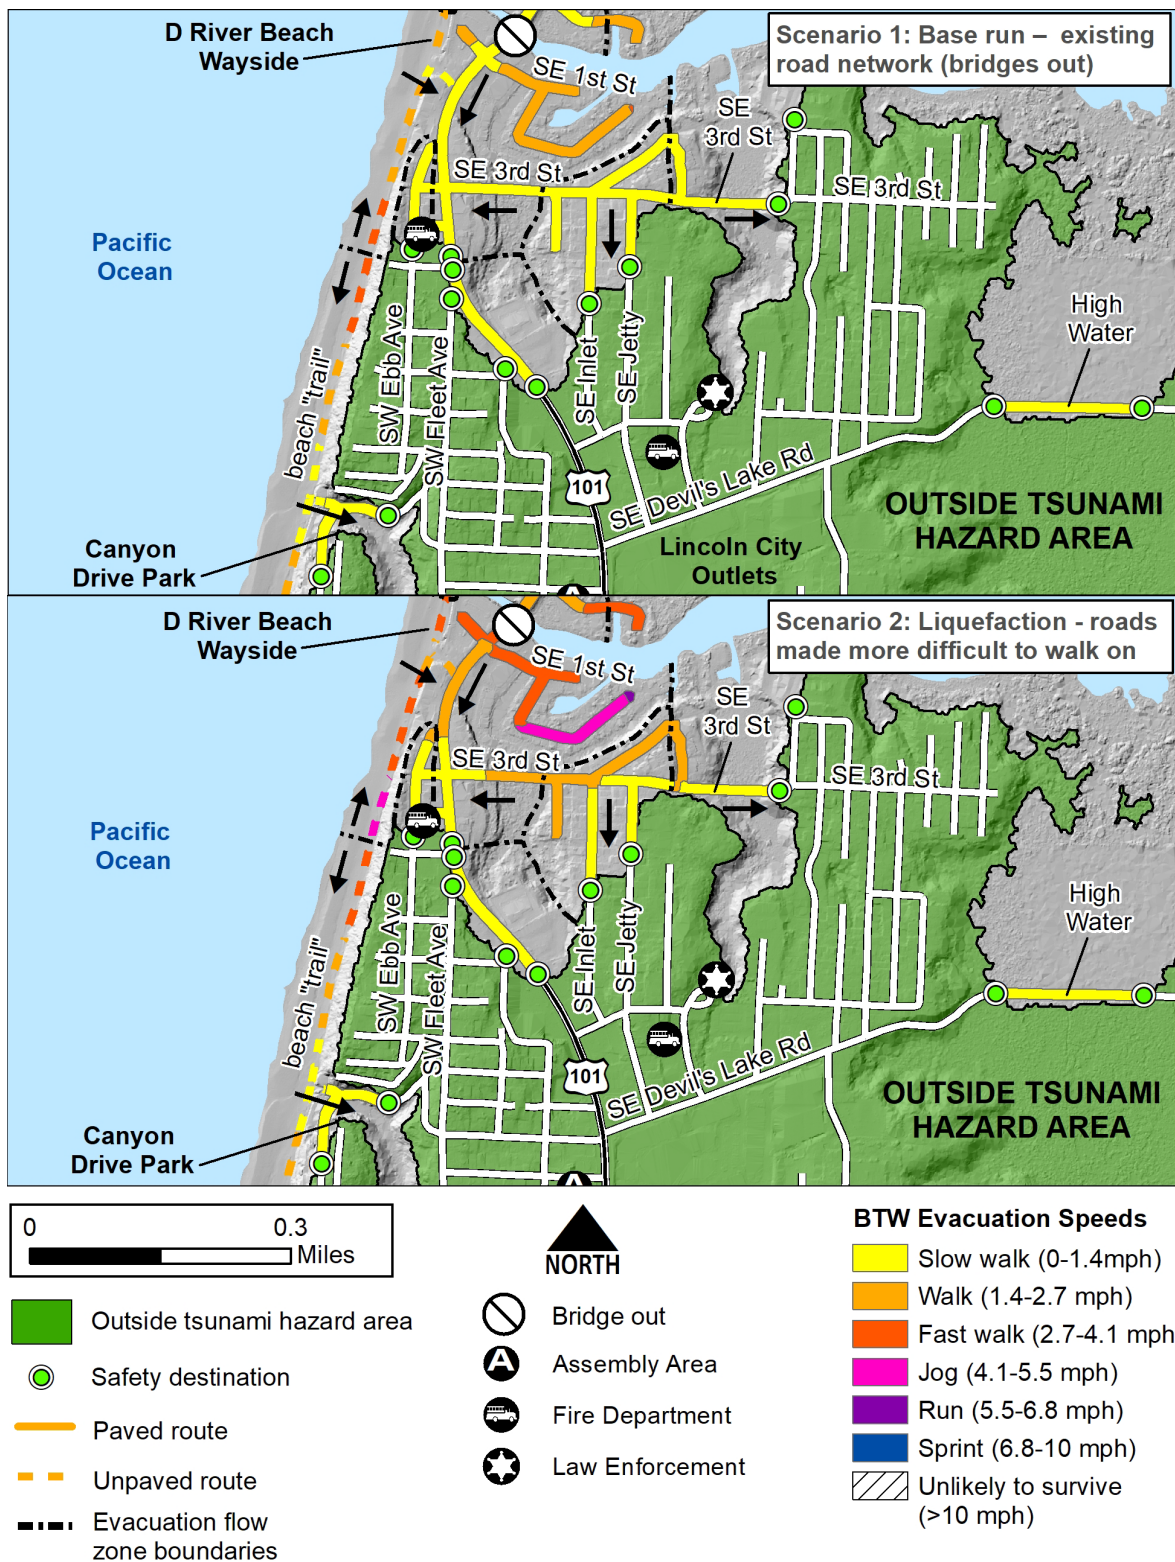 D River Beach
Wayside
Scenario 1: Base run – existing
road network (bridges out)
SE 1st St
SE
3rd St
SE 3rd St
SE 3rd St
Pacific
Ocean
High
Water
SW Ebb Ave
SW Fleet Ave
SE Inlet
SE Jetty
beach "trail"
101
SE Devil's Lake Rd
OUTSIDE TSUNAMI
HAZARD AREA
Lincoln City
Outlets
Canyon
Drive Park
A
D River Beach
Wayside
Scenario 2: Liquefaction - roads
made more difficult to walk on
SE 1st St
SE
3rd St
SE 3rd St
SE 3rd St
Pacific
Ocean
High
Water
SW Ebb Ave
SW Fleet Ave
SE Inlet
SE Jetty
beach "trail"
101
SE Devil's Lake Rd
OUTSIDE TSUNAMI
HAZARD AREA
Canyon
Drive Park
A
0 0.3
Miles
Outside tsunami hazard area
Safety destination
Paved route
Unpaved route
Evacuation flow
zone boundaries
NORTH
Bridge out
A Assembly Area
Fire Department
Law Enforcement
BTW Evacuation Speeds
Slow walk (0-1.4mph)
Walk (1.4-2.7 mph)
Fast walk (2.7-4.1 mph
Jog (4.1-5.5 mph)
Run (5.5-6.8 mph)
Sprint (6.8-10 mph)
Unlikely to survive
(>10 mph)